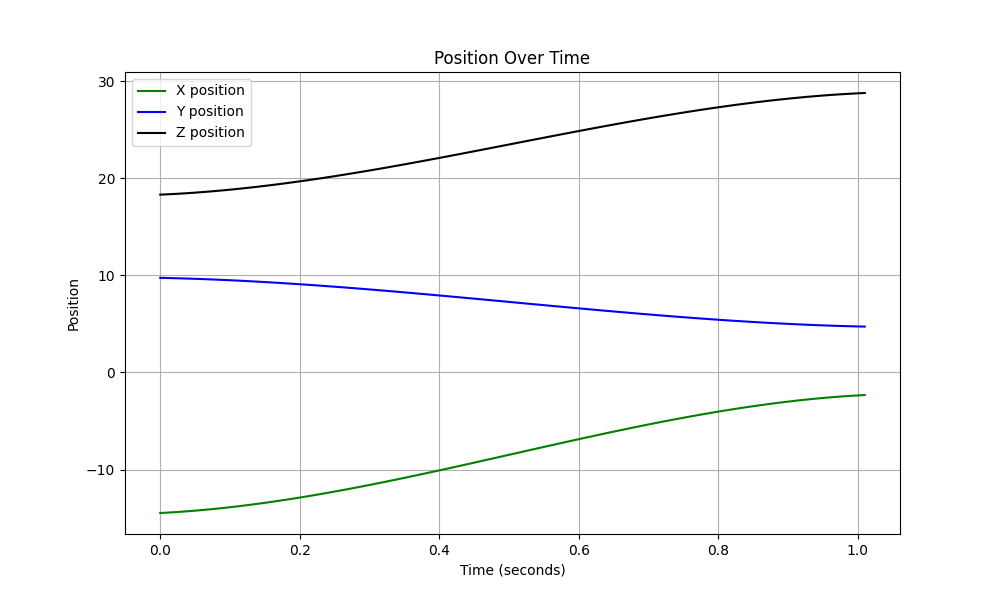 Position Over Time
X position
Y position
Z position
Position
30
20
10
0
−10
0.0 0.2 0.4 0.6 0.8 1.0
Time (seconds)